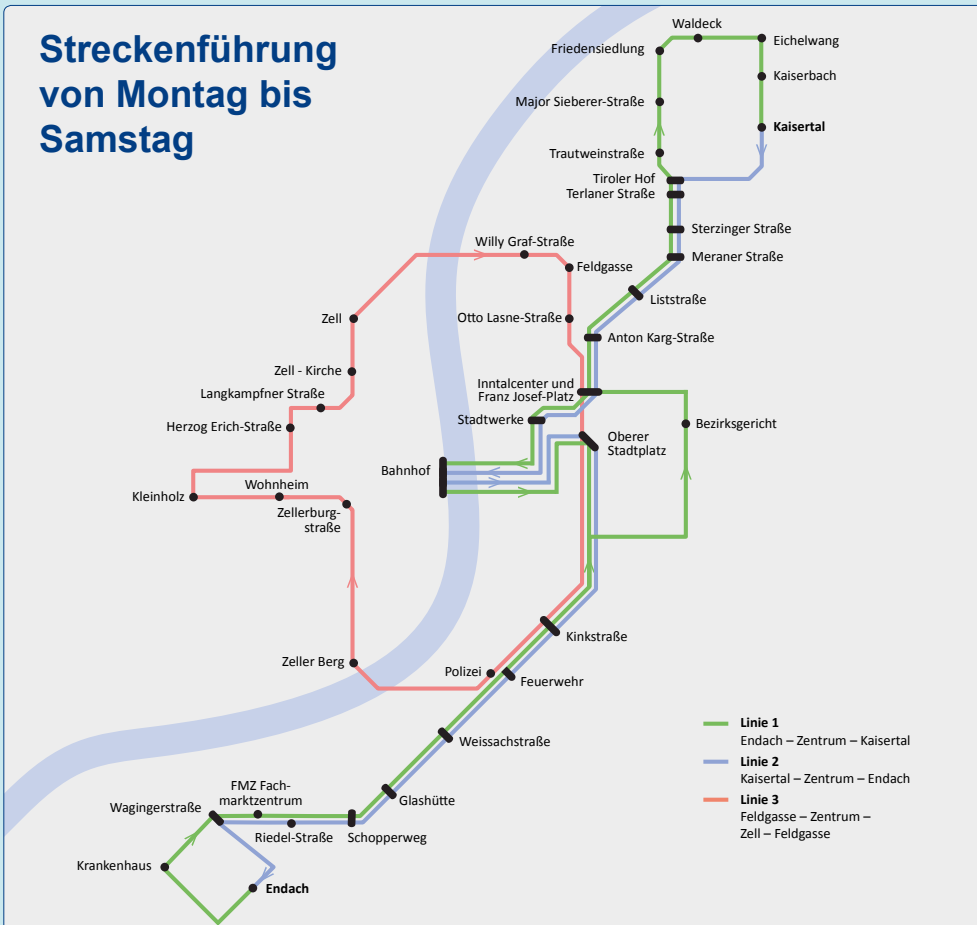 Streckenführung
von Montag bis
Samstag
Waldeck
Friedensiedlung
Eichelwang
Kaiserbach
Major Sieberer-Straße
Kaisertal
Trautweinstraße
Tiroler Hof
Terlaner Straße
Sterzinger Straße
Willy Graf-Straße
Meraner Straße
Feldgasse
Liststraße
Zell
Otto Lasne-Straße
Anton Karg-Straße
Zell - Kirche
Inntalcenter und
Franz Josef-Platz
Langkampfner Straße
Stadtwerke
Bezirksgericht
Herzog Erich-Straße
Oberer
Stadtplatz
Bahnhof
Wohnheim
Kleinholz
Zellerburg-
straße
Kinkstraße
Zeller Berg
Polizei
Feuerwehr
Weissachstraße
Linie 1
Endach – Zentrum – Kaisertal
Linie 2
Kaisertal – Zentrum – Endach
Linie 3
Feldgasse – Zentrum –
Zell – Feldgasse
FMZ Fach-
marktzentrum
Glashütte
Wagingerstraße
Riedel-Straße
Schopperweg
Krankenhaus
Endach